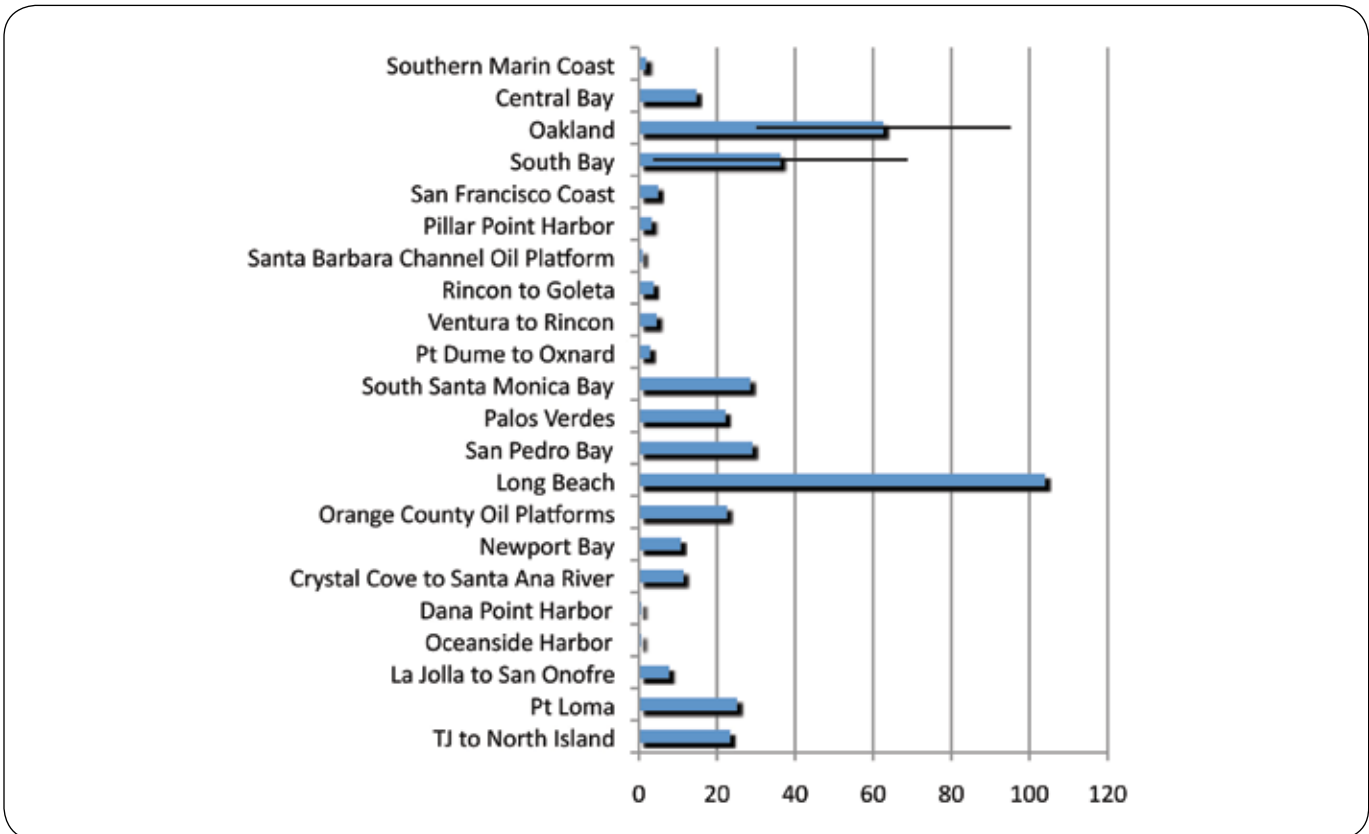 Southern Marin Coast
Central Bay
Oakland
South Bay
San Francisco Coast
Pillar Point Harbor
Santa Barbara Channel Oil Platform
Rincon to Goleta
Ventura to Rincon
Pt Dume to Oxnard
South Santa Monica Bay
Palos Verdes
San Pedro Bay
Long Beach
Orange County Oil Platforms
Newport Bay
Crystal Cove to Santa Ana River
Dana Point Harbor
Oceanside Harbor
La Jolla to San Onofre
Pt Loma
TJ to North Island
0 20 40 60 80 100 120